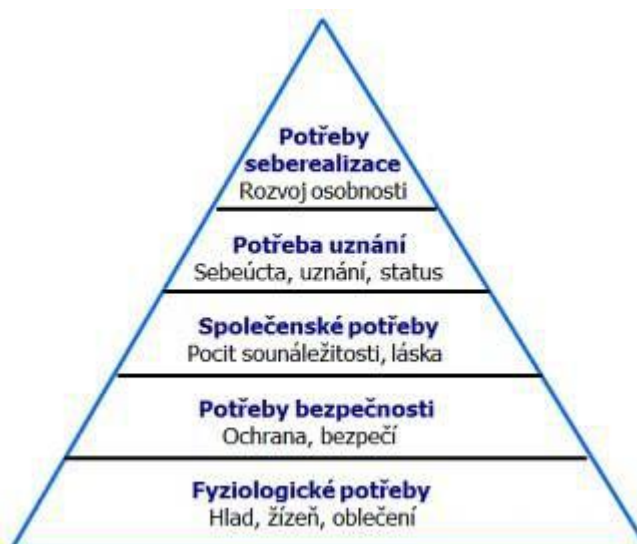 Potřeby
seberealizace
Rozvoj osobnosti
Potřeba uznání
Sebeúcta, uznání, status
Společenské potřeby
Pocit sounáležitosti, láska
Potřeby bezpečnosti
Ochrana, bezpečí
Fyziologické potřeby
Hlad, žízeň, oblečení